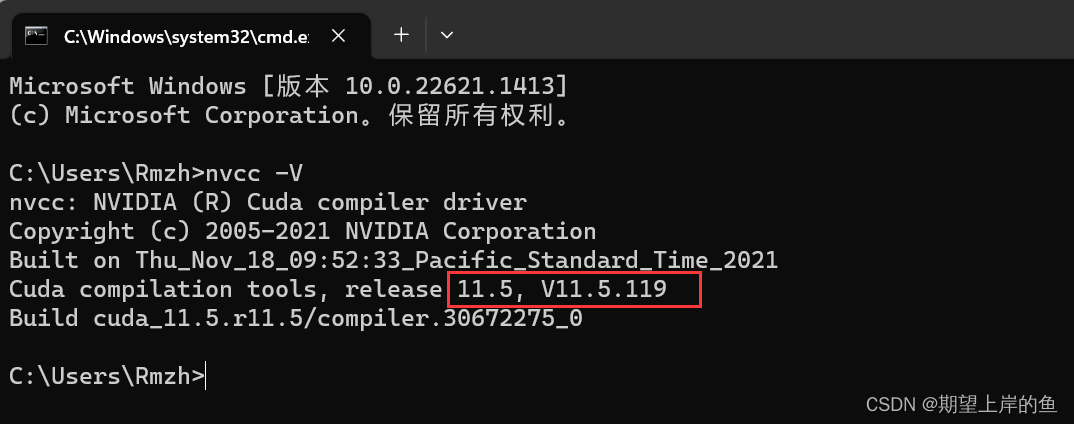 C:\Windows\system32\cmd.e
Microsoft Windows [版本 10.0.22621.1413]
(c) Microsoft Corporation。保留所有权利。
C:\Users\Rmzh>nvcc -V
nvcc: NVIDIA (R) Cuda compiler driver
Copyright (c) 2005-2021 NVIDIA Corporation
Built on Thu_Nov_18_09:52:33_Pacific_Standard_Time_2021
Cuda compilation tools, release 11.5, V11.5.119
Build cuda_11.5.r11.5/compiler.30672275_0
C:\Users\Rmzh>
CSDN @期望上岸的鱼